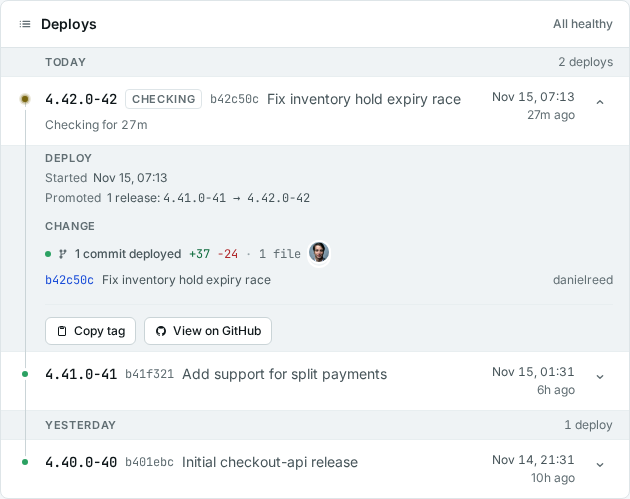 Deploys All healthy
TODAY 2 deploys
4.42.0-42 CHECKING b42c50c Fix inventory hold expiry race Nov 15, 07:13
Checking for 27m 27m ago
DEPLOY
Started Nov 15, 07:13
Promoted 1 release: 4.41.0-41 → 4.42.0-42
CHANGE
1 commit deployed +37 -24 · 1 file
b42c50c Fix inventory hold expiry race danielreed
Copy tag View on GitHub
4.41.0-41 b41f321 Add support for split payments Nov 15, 01:31
6h ago
YESTERDAY 1 deploy
4.40.0-40 b401ebc Initial checkout-api release Nov 14, 21:31
10h ago